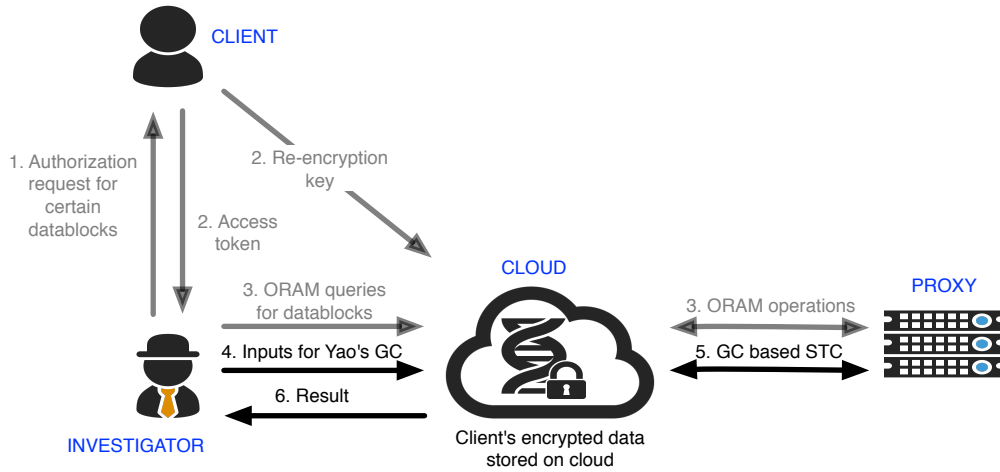 CLIENT
1. Authorization
request for
certain
datablocks
2. Re-encryption
key
2. Access
token
CLOUD
PROXY
3. ORAM queries
for datablocks
3. ORAM operations
4. Inputs for Yao's GC
5. GC based STC
6. Result
INVESTIGATOR
Client's encrypted data
stored on cloud